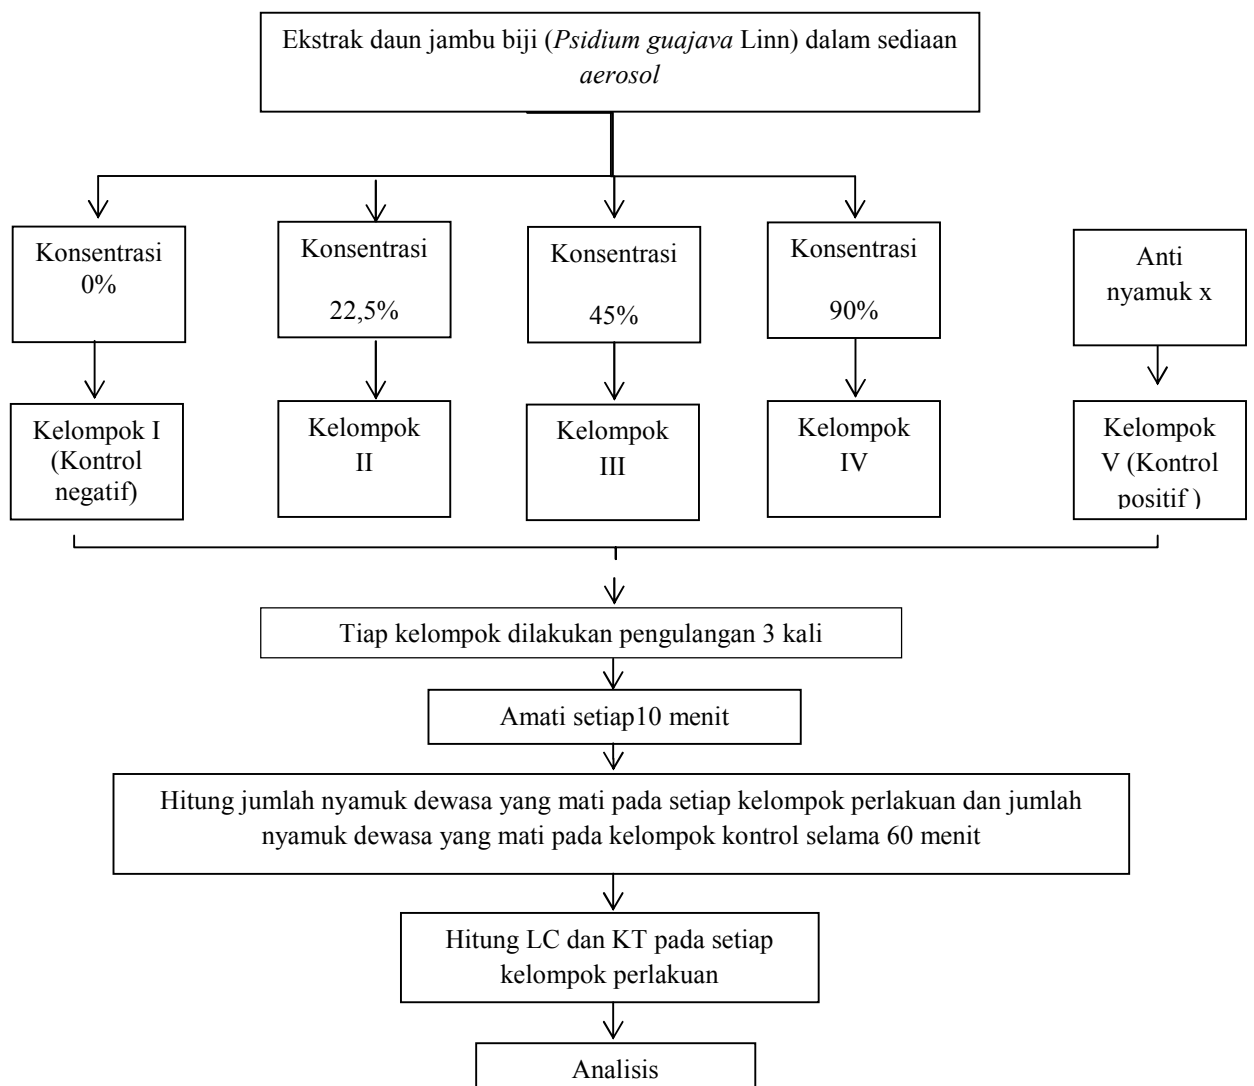 Ekstrak daun jambu biji (Psidium guajava Linn) dalam sediaan
aerosol
Konsentrasi
0%
Konsentrasi
22,5%
Konsentrasi
45%
Konsentrasi
90%
Anti
nyamuk x
Kelompok I
(Kontrol
negatif)
Kelompok
II
Kelompok
III
Kelompok
IV
Kelompok
V (Kontrol
positif )
Tiap kelompok dilakukan pengulangan 3 kali
Amati setiap10 menit
Hitung jumlah nyamuk dewasa yang mati pada setiap kelompok perlakuan dan jumlah
nyamuk dewasa yang mati pada kelompok kontrol selama 60 menit
Hitung LC dan KT pada setiap
kelompok perlakuan
Analisis